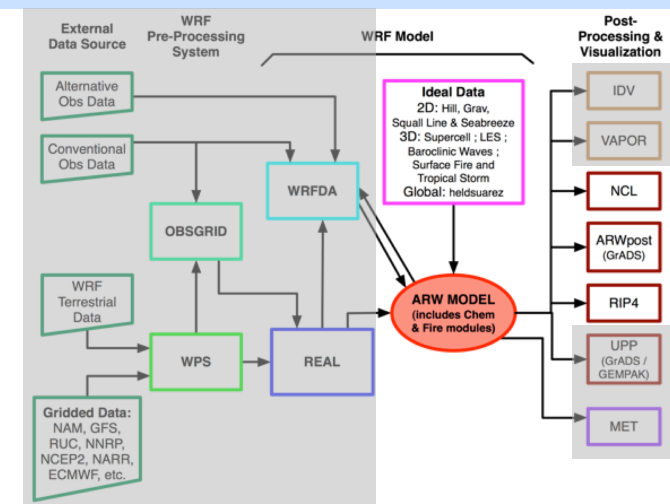 External
Data Source
WRF
Pre-Processing
System
WRF Model
Post-
Processing &
Visualization
Alternative
Obs Data
Conventional
Obs Data
WRF
Terrestrial
Data
Gridded Data:
NAM, GFS,
RUC, NNRP,
NCEP2, NARR,
ECMWF, etc.
OBSGRID
WPS
WRFDA
REAL
Ideal Data
2D: Hill, Grav,
Squall Line & Seabreeze
3D: Supercell ; LES ;
Baroclinic Waves ;
Surface Fire and
Tropical Storm
Global: heldsuarez
ARW MODEL
(includes Chem
& Fire modules)
IDV
VAPOR
NCL
ARWpost
(GrADS)
RIP4
UPP
(GrADS /
GEMPAK)
MET